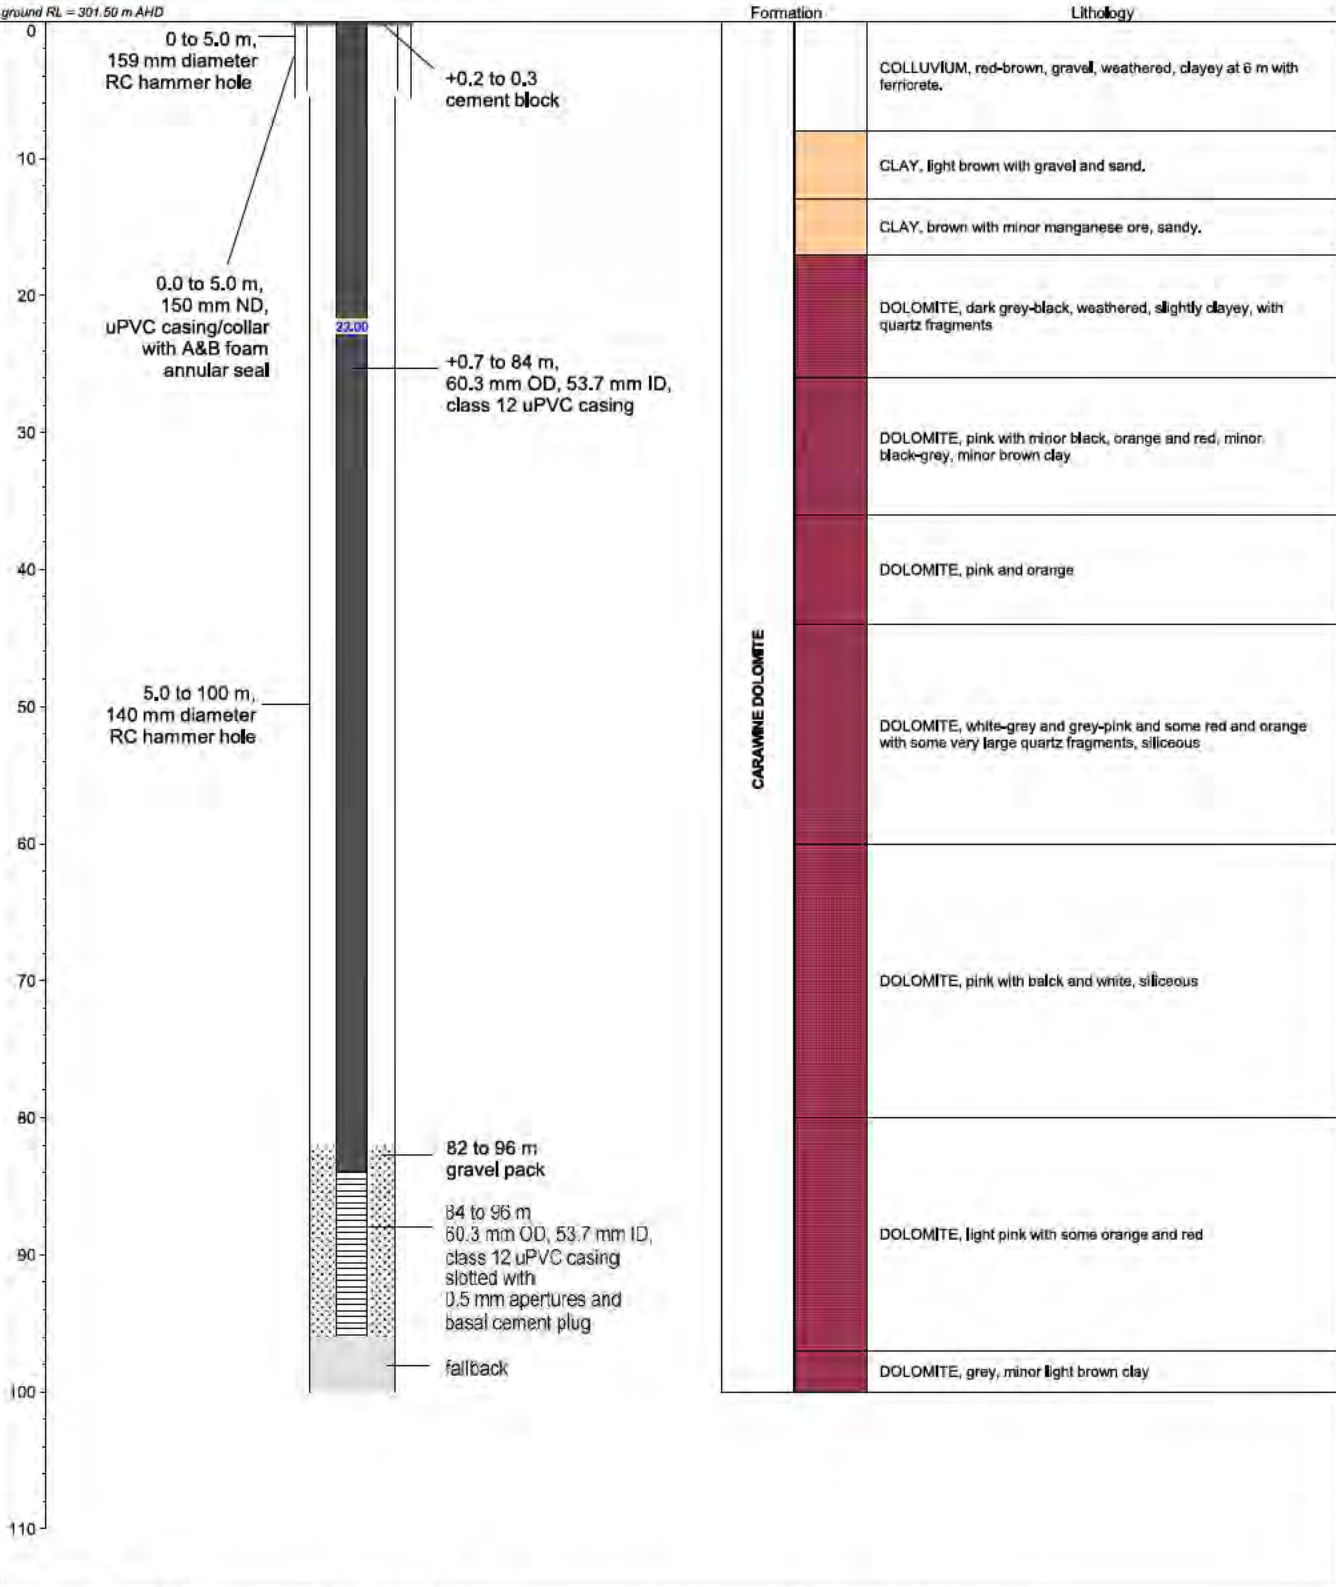 ground RL = 301.50 m AHD
Formation
Lithology
0
10
20
30
40
50
60
70
80
90
100
110
0 to 5.0 m,
159 mm diameter
RC hammer hole
+0.2 to 0.3
cement block
0.0 to 5.0 m,
150 mm ND,
uPVC casing/collar
with A&B foam
annular seal
+0.7 to 84 m,
60.3 mm OD, 53.7 mm ID,
class 12 uPVC casing
5.0 to 100 m,
140 mm diameter
RC hammer hole
82 to 96 m
gravel pack
84 to 96 m
60.3 mm OD, 53.7 mm ID,
class 12 uPVC casing
slotted with
0.5 mm apertures and
basal cement plug
fallback
CARAWINE DOLOMITE
COLLUVIUM, red-brown, gravel, weathered, clayey at 6 m with
ferricrete.
CLAY, light brown with gravel and sand.
CLAY, brown with minor manganese ore, sandy.
DOLOMITE, dark grey-black, weathered, slightly clayey, with
quartz fragments
DOLOMITE, pink with minor black, orange and red, minor
black-grey, minor brown clay
DOLOMITE, pink and orange
DOLOMITE, white-grey and grey-pink and some red and orange
with some very large quartz fragments, siliceous
DOLOMITE, pink with balck and white, siliceous
DOLOMITE, light pink with some orange and red
DOLOMITE, grey, minor light brown clay